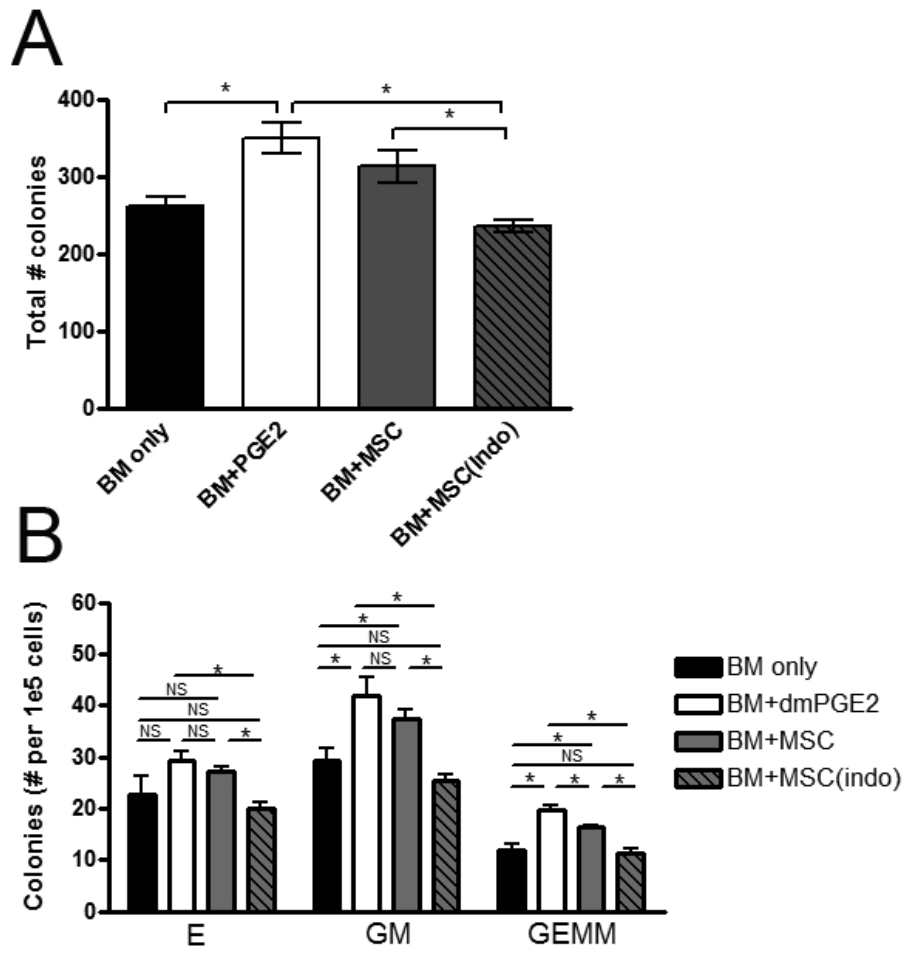 A
Total # colonies
400
300
200
100
0
*
*
*
BM only
BM+PGE2
BM+MSC
BM+MSC(Indo)
B
Colonies (# per 1e5 cells)
60
50
40
30
20
10
0
*
NS
NS
NS NS *
*
*
NS
* NS *
*
*
NS
* * *
E GM GEMM
BM only
BM+dmPGE2
BM+MSC
BM+MSC(indo)